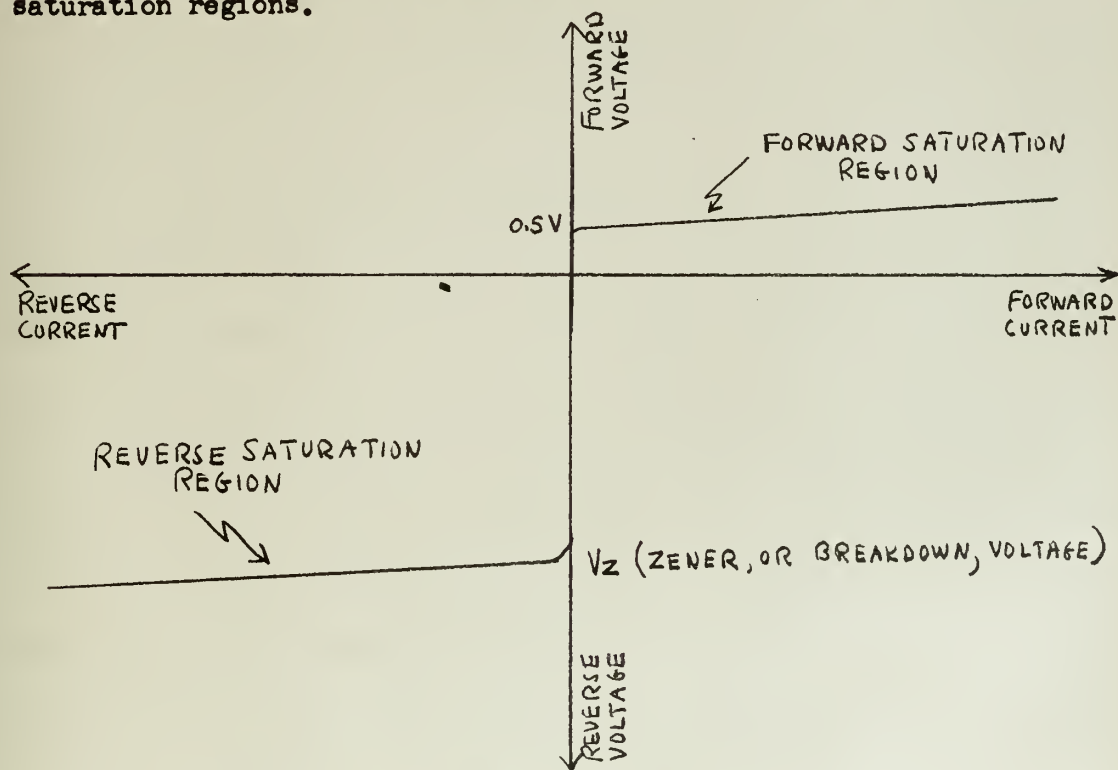 saturation regions.
FORWARD
VOLTAGE
FORWARD SATURATION
REGION
0.5V
REVERSE
CURRENT
FORWARD
CURRENT
REVERSE SATURATION
REGION
Vz (ZENER, OR BREAKDOWN, VOLTAGE)
REVERSE
VOLTAGE